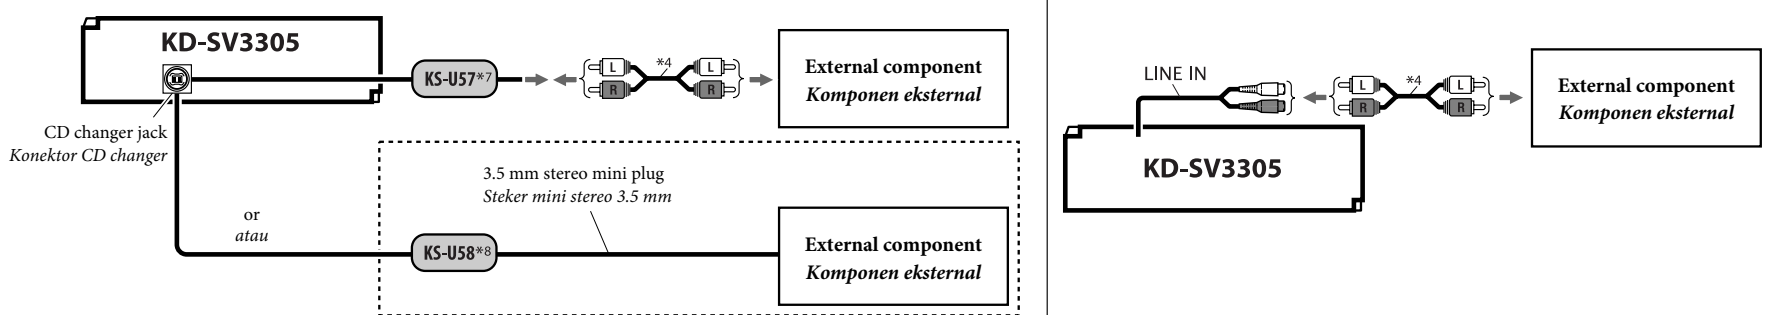 KD-SV3305
CD changer jack
Konektor CD changer
KS-U57*7
L
R
*4
L
R
External component
Komponen eksternal
or
atau
3.5 mm stereo mini plug
Steker mini stereo 3.5 mm
KS-U58*8
External component
Komponen eksternal
LINE IN
L
R
*4
L
R
External component
Komponen eksternal
KD-SV3305